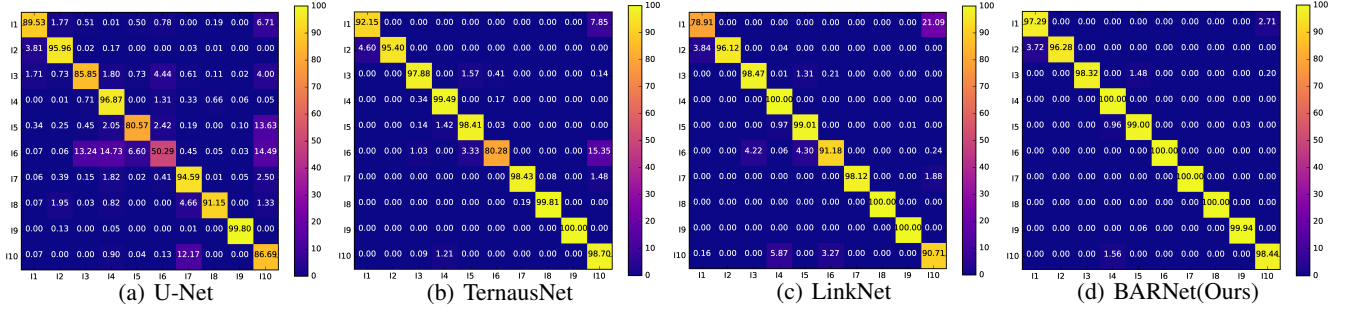 I1 89.53 1.77 0.51 0.01 0.50 0.48 0.49 0.00 0.00 6.71
I2 3.81 95.96 0.02 0.17 0.00 0.00 0.03 0.01 0.00 0.00
I3 1.71 0.73 85.85 1.80 0.73 4.44 0.61 0.11 0.02 4.00
I4 0.00 0.01 0.71 96.87 0.00 1.31 0.33 0.66 0.06 0.05
I5 0.34 0.25 0.45 2.05 80.57 2.42 0.19 0.00 0.10 13.63
I6 0.07 0.06 13.24 14.73 6.60 50.29 0.45 0.05 0.03 14.49
I7 0.06 0.39 0.15 1.82 0.02 0.41 94.59 0.01 0.05 2.50
I8 0.07 1.95 0.03 0.82 0.00 0.00 4.66 91.15 0.00 1.33
I9 0.00 0.13 0.05 0.00 0.00 0.00 0.01 0.00 99.80 0.00
I10 0.07 0.00 0.09 0.90 0.04 0.13 12.17 0.00 0.00 86.69
I1 I2 I3 I4 I5 I6 I7 I8 I9 I10
100
90
80
70
60
50
40
30
20
10
0
(a) U-Net
I1 92.15 0.00 0.00 0.00 0.00 0.00 0.00 0.00 0.00 7.85
I2 4.60 95.40 0.00 0.00 0.00 0.00 0.00 0.00 0.00 0.00
I3 0.00 0.00 97.88 0.00 1.57 0.41 0.00 0.00 0.00 0.14
I4 0.00 0.00 0.34 99.49 0.00 0.17 0.00 0.00 0.00 0.00
I5 0.00 0.00 0.14 1.42 98.41 0.03 0.00 0.00 0.00 0.00
I6 0.00 0.00 1.03 0.00 3.33 80.28 0.00 0.00 0.00 15.35
I7 0.00 0.00 0.00 0.00 0.00 0.00 98.43 0.08 0.00 1.48
I8 0.00 0.00 0.00 0.00 0.00 0.00 0.19 99.81 0.00 0.00
I9 0.00 0.00 0.00 0.00 0.00 0.00 0.00 0.00 100.00 0.00
I10 0.00 0.00 0.09 1.21 0.00 0.00 0.00 0.00 0.00 98.70
I1 I2 I3 I4 I5 I6 I7 I8 I9 I10
100
90
80
70
60
50
40
30
20
10
0
(b) TernausNet
I1 78.91 0.00 0.00 0.00 0.00 0.00 0.00 0.00 0.00 21.09
I2 3.84 96.12 0.00 0.04 0.00 0.00 0.00 0.00 0.00 0.00
I3 0.00 0.00 98.47 0.01 1.31 0.21 0.00 0.00 0.00 0.00
I4 0.00 0.00 0.00 100.00 0.00 0.00 0.00 0.00 0.00 0.00
I5 0.00 0.00 0.00 0.97 99.01 0.00 0.00 0.00 0.01 0.00
I6 0.00 0.00 4.22 0.06 4.30 91.18 0.00 0.00 0.00 0.24
I7 0.00 0.00 0.00 0.00 0.00 0.00 98.12 0.00 0.00 1.88
I8 0.00 0.00 0.00 0.00 0.00 0.00 0.00 100.00 0.00 0.00
I9 0.00 0.00 0.00 0.00 0.00 0.00 0.00 0.00 100.00 0.00
I10 0.16 0.00 0.00 5.87 0.00 3.27 0.00 0.00 0.00 90.71
I1 I2 I3 I4 I5 I6 I7 I8 I9 I10
100
90
80
70
60
50
40
30
20
10
0
(c) LinkNet
I1 97.29 0.00 0.00 0.00 0.00 0.00 0.00 0.00 0.00 2.71
I2 3.72 96.28 0.00 0.00 0.00 0.00 0.00 0.00 0.00 0.00
I3 0.00 0.00 98.32 0.00 1.48 0.00 0.00 0.00 0.00 0.20
I4 0.00 0.00 0.00 100.00 0.00 0.00 0.00 0.00 0.00 0.00
I5 0.00 0.00 0.00 0.96 99.00 0.00 0.00 0.00 0.03 0.00
I6 0.00 0.00 0.00 0.00 0.00 100.00 0.00 0.00 0.00 0.00
I7 0.00 0.00 0.00 0.00 0.00 0.00 100.00 0.00 0.00 0.00
I8 0.00 0.00 0.00 0.00 0.00 0.00 0.00 100.00 0.00 0.00
I9 0.00 0.00 0.00 0.00 0.06 0.00 0.00 0.00 99.94 0.00
I10 0.00 0.00 0.00 1.56 0.00 0.00 0.00 0.00 0.00 98.44
I1 I2 I3 I4 I5 I6 I7 I8 I9 I10
100
90
80
70
60
50
40
30
20
10
0
(d) BARNet(Ours)